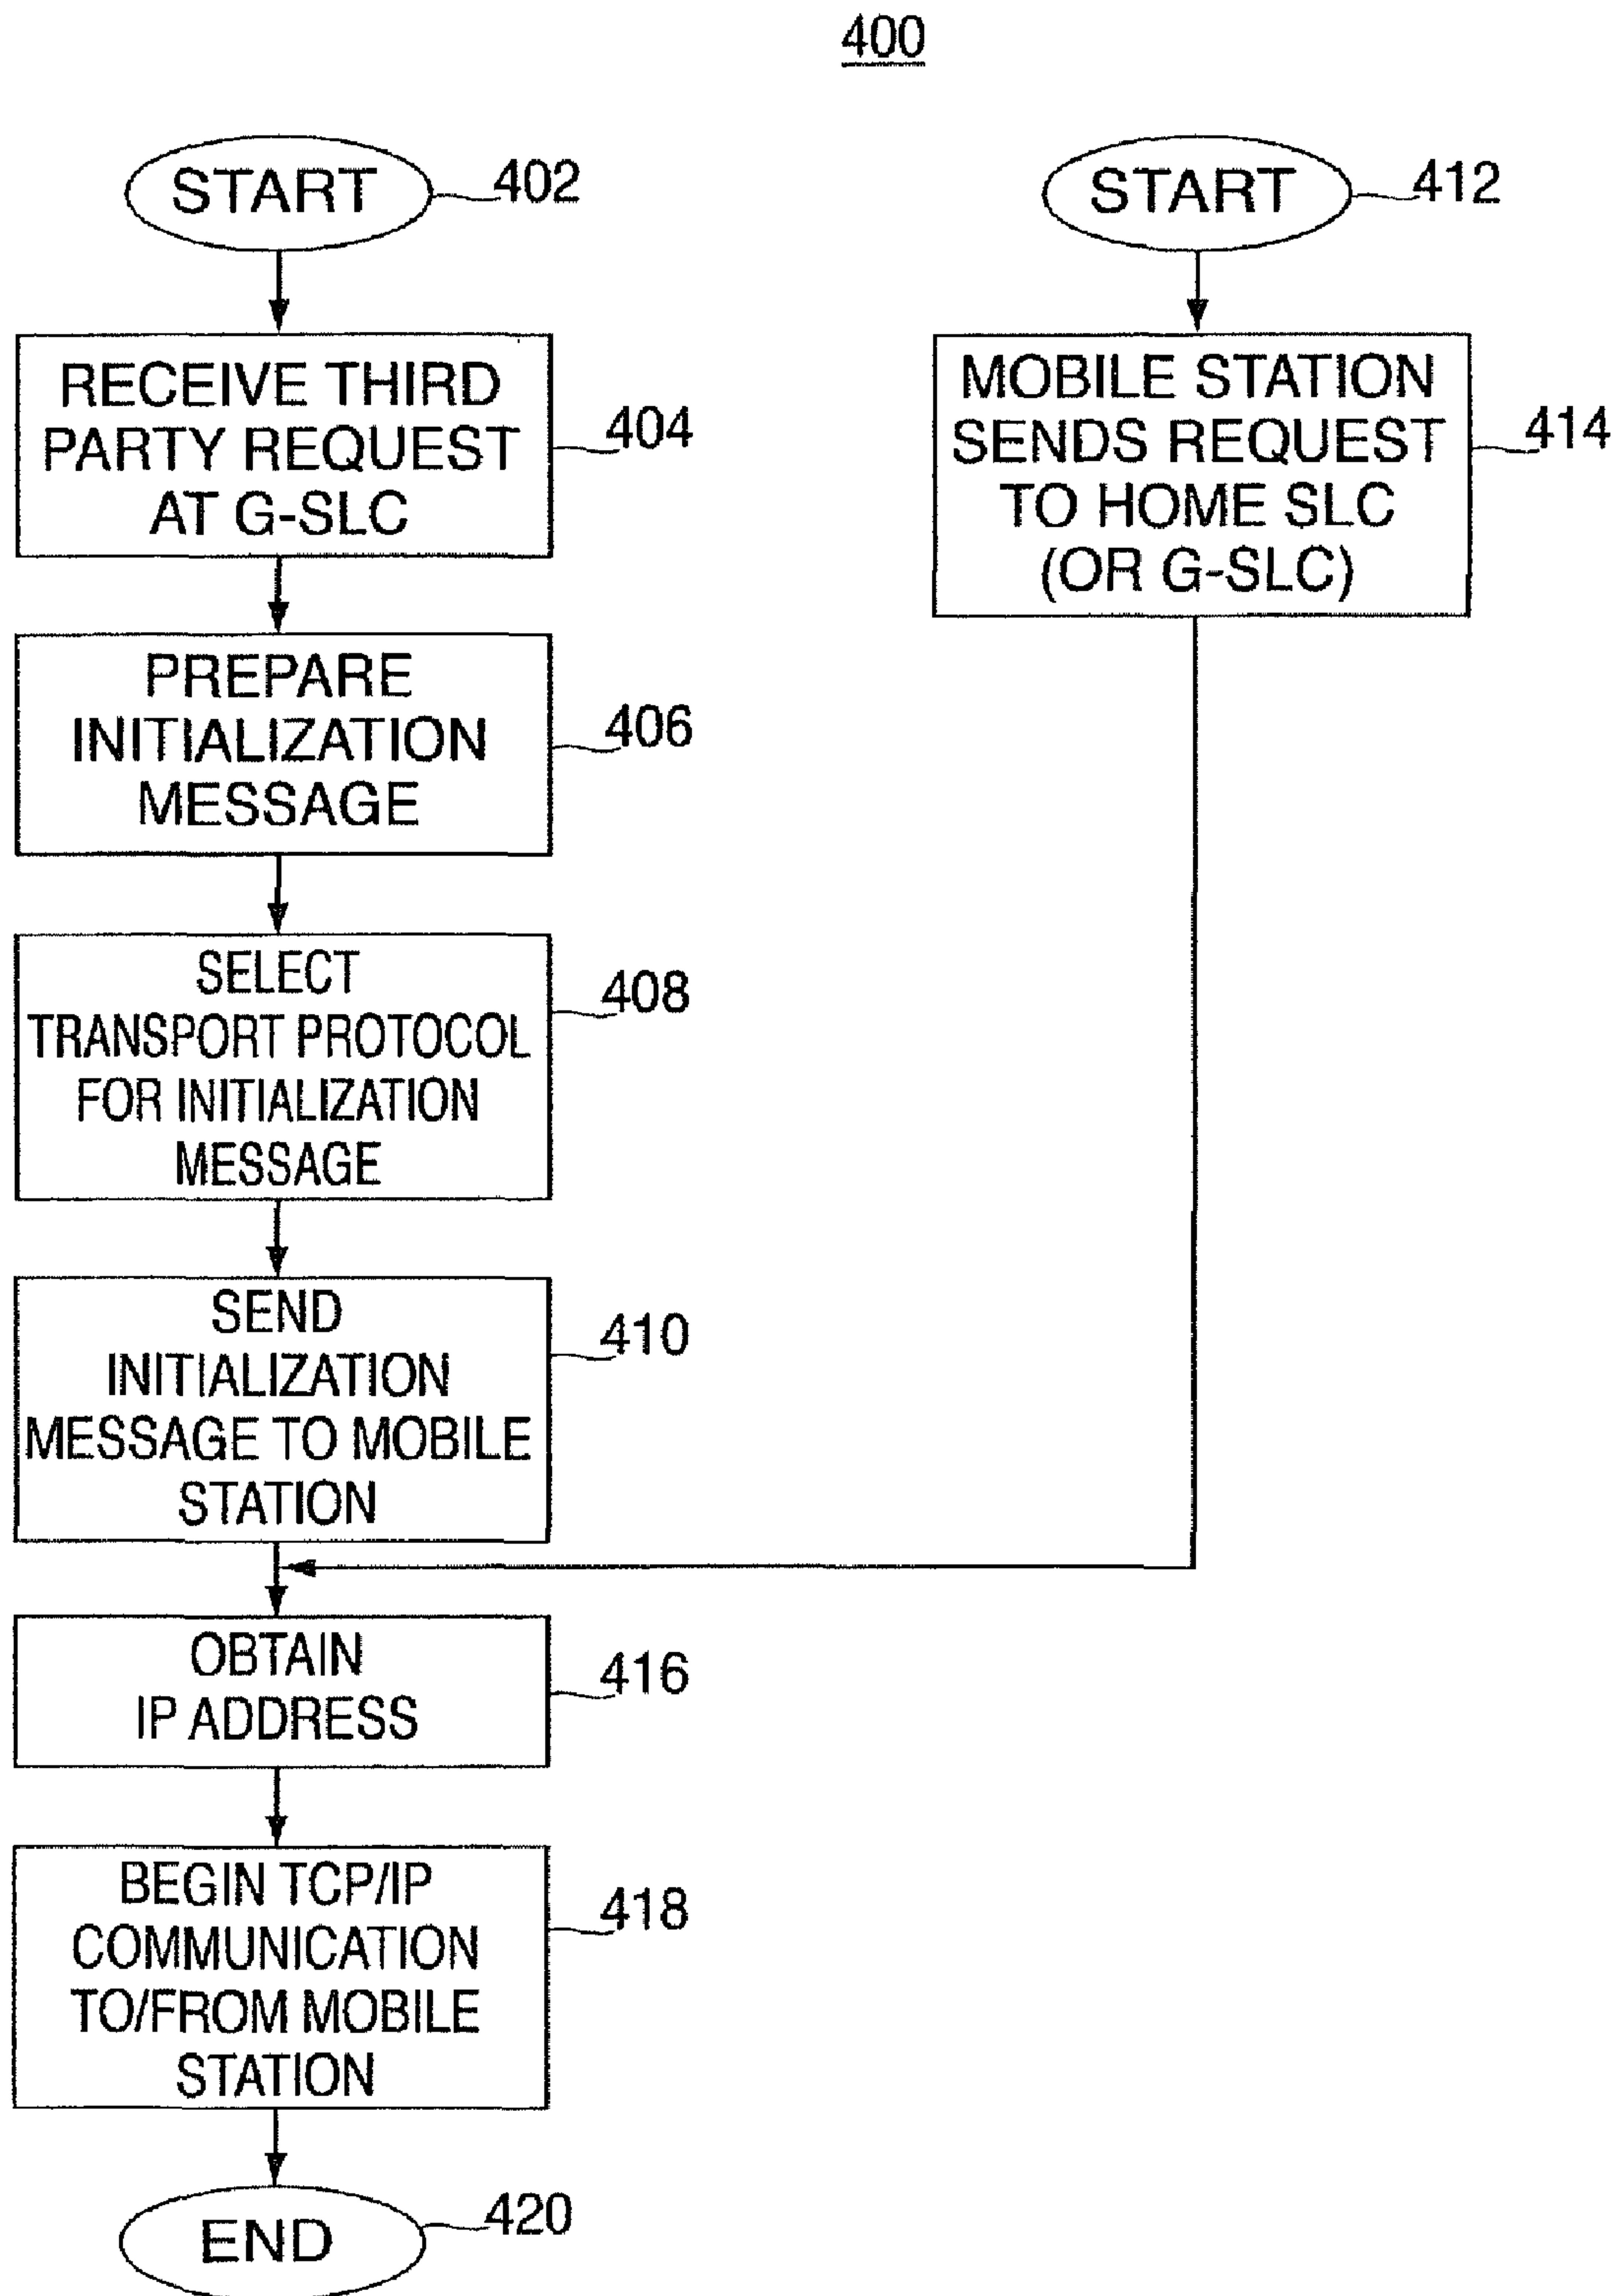 400
START
402
RECEIVE THIRD
PARTY REQUEST
AT G-SLC
404
PREPARE
INITIALIZATION
MESSAGE
406
SELECT
TRANSPORT PROTOCOL
FOR INITIALIZATION
MESSAGE
408
SEND
INITIALIZATION
MESSAGE TO MOBILE
STATION
410
START
412
MOBILE STATION
SENDS REQUEST
TO HOME SLC
(OR G-SLC)
414
OBTAIN
IP ADDRESS
416
BEGIN TCP/IP
COMMUNICATION
TO/FROM MOBILE
STATION
418
END
420